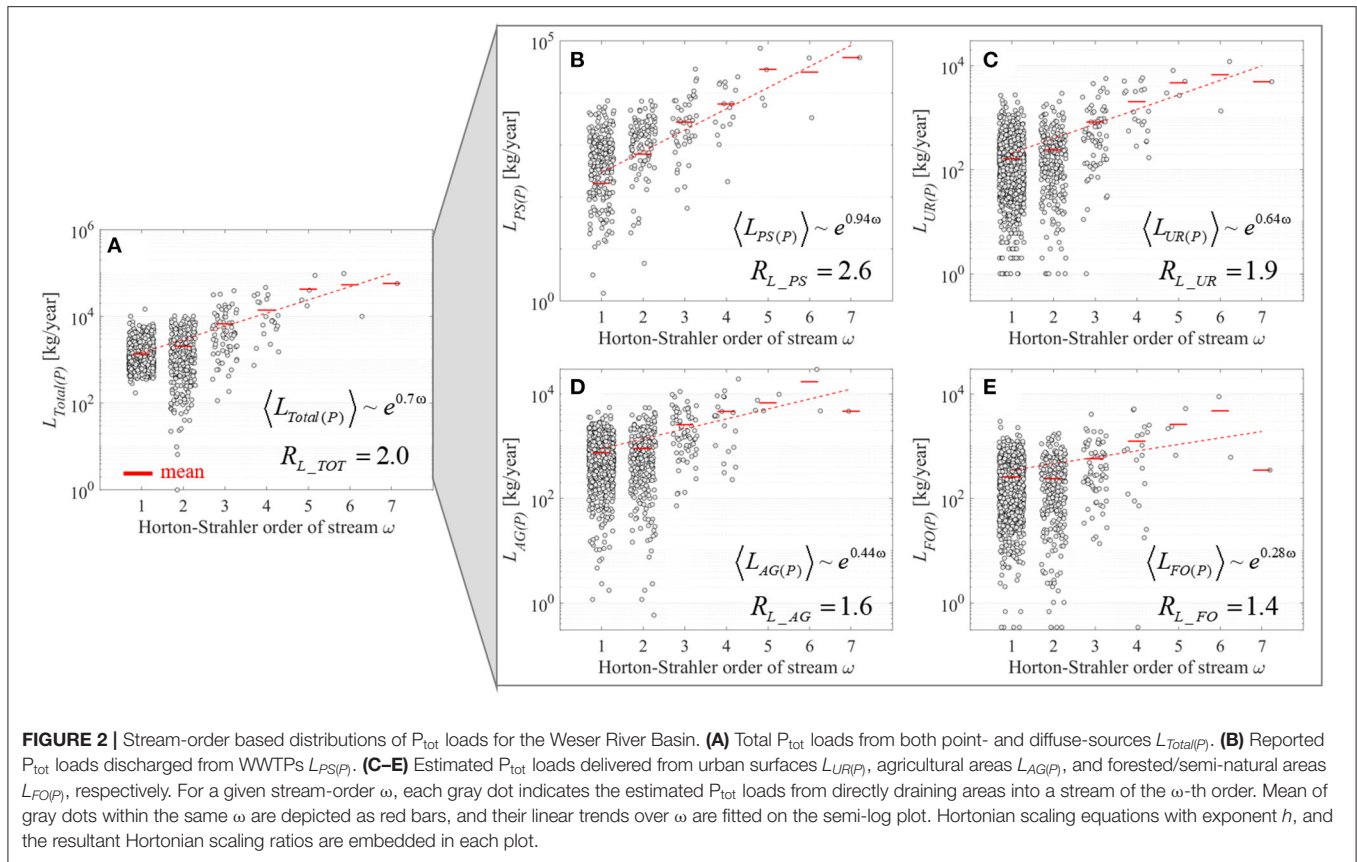 A
L_Total(P) [kg/year]
10^6
10^4
10^2
10^0
⟨L_Total(P)⟩ ~ e^0.7ω
R_L_TOT = 2.0
mean
1 2 3 4 5 6 7
Horton-Strahler order of stream ω
B
L_PS(P) [kg/year]
10^5
10^0
⟨L_PS(P)⟩ ~ e^0.94ω
R_L_PS = 2.6
1 2 3 4 5 6 7
Horton-Strahler order of stream ω
C
L_UR(P) [kg/year]
10^4
10^2
10^0
⟨L_UR(P)⟩ ~ e^0.64ω
R_L_UR = 1.9
1 2 3 4 5 6 7
Horton-Strahler order of stream ω
D
L_AG(P) [kg/year]
10^4
10^2
10^0
⟨L_AG(P)⟩ ~ e^0.44ω
R_L_AG = 1.6
1 2 3 4 5 6 7
Horton-Strahler order of stream ω
E
L_FO(P) [kg/year]
10^4
10^2
10^0
⟨L_FO(P)⟩ ~ e^0.28ω
R_L_FO = 1.4
1 2 3 4 5 6 7
Horton-Strahler order of stream ω
FIGURE 2 | Stream-order based distributions of P_tot loads for the Weser River Basin. (A) Total P_tot loads from both point- and diffuse-sources L_Total(P). (B) Reported
P_tot loads discharged from WWTPs L_PS(P). (C–E) Estimated P_tot loads delivered from urban surfaces L_UR(P), agricultural areas L_AG(P), and forested/semi-natural areas
L_FO(P), respectively. For a given stream-order ω, each gray dot indicates the estimated P_tot loads from directly draining areas into a stream of the ω-th order. Mean of
gray dots within the same ω are depicted as red bars, and their linear trends over ω are fitted on the semi-log plot. Hortonian scaling equations with exponent h, and
the resultant Hortonian scaling ratios are embedded in each plot.